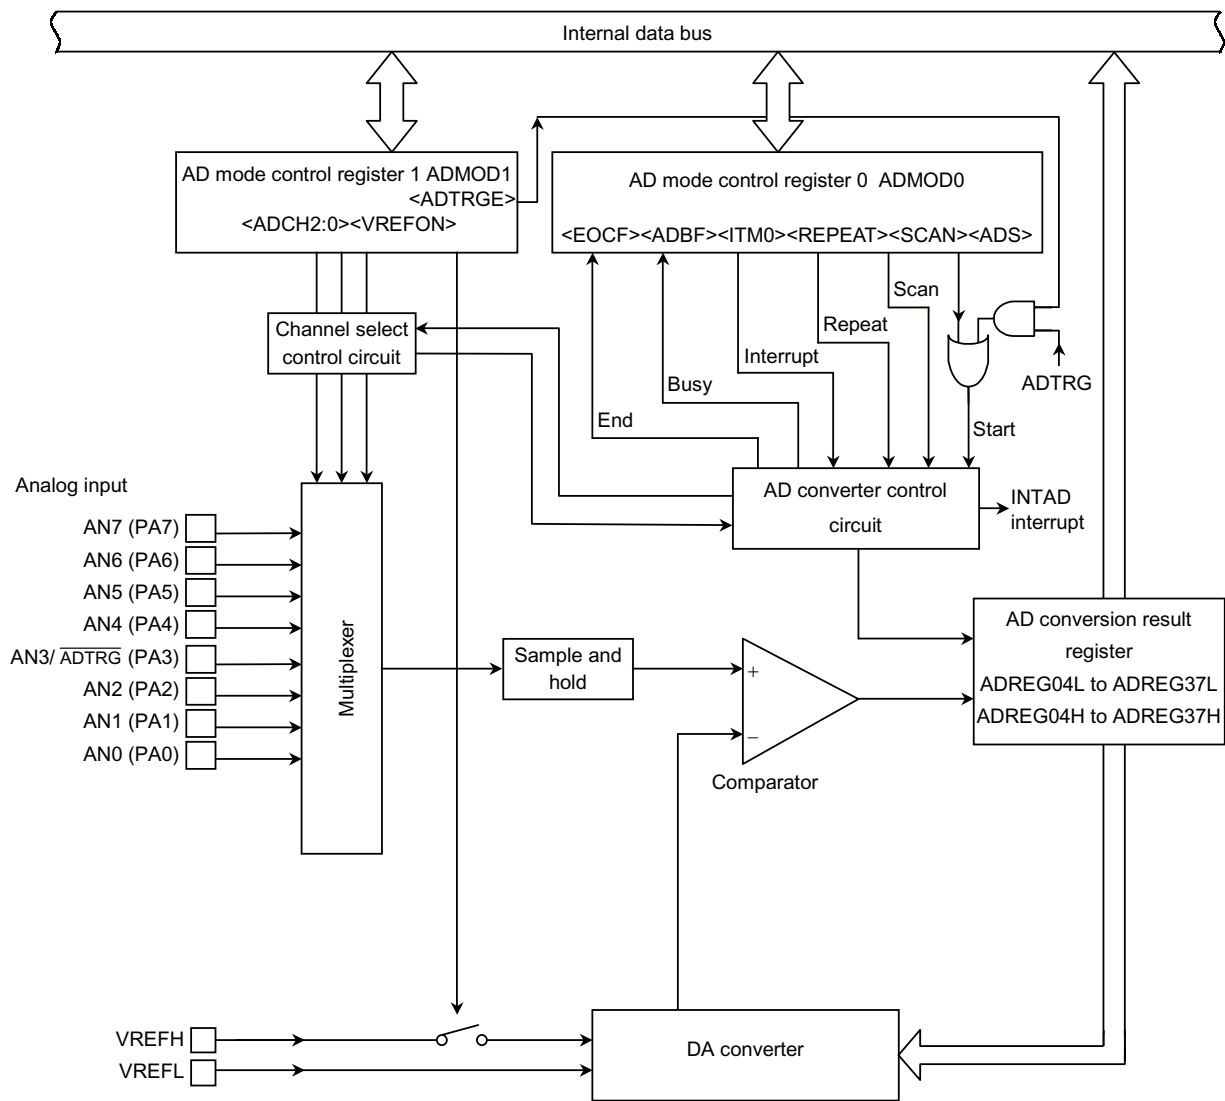 Internal data bus
AD mode control register 1 ADMOD1
<ADTRGE>
<ADCH2:0><VREFON>
AD mode control register 0 ADMOD0
<EOCF><ADBF><ITM0><REPEAT><SCAN><ADS>
Scan
Repeat
Interrupt
Busy
End
ADTRG
Start
Channel select
control circuit
AD converter control
circuit
INTAD
interrupt
Analog input
AN7 (PA7)
AN6 (PA6)
AN5 (PA5)
AN4 (PA4)
AN3/ ADTRG (PA3)
AN2 (PA2)
AN1 (PA1)
AN0 (PA0)
Multiplexer
Sample and
hold
+
−
Comparator
AD conversion result
register
ADREG04L to ADREG37L
ADREG04H to ADREG37H
VREFH
VREFL
DA converter